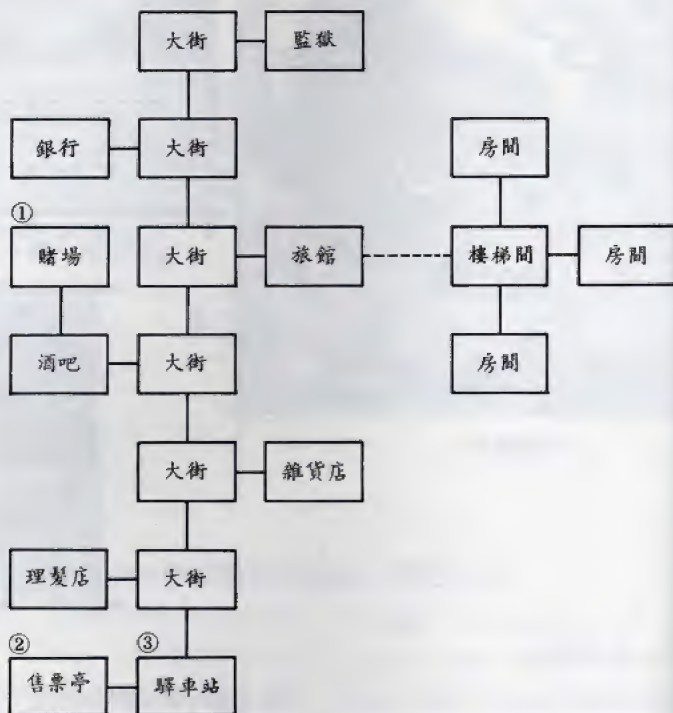 大街 監獄
銀行 大街 房間
①
賭場 大街 旅館 樓梯間 房間
酒吧 大街 房間
大街 雜貨店
理髮店 大街
② ③
售票亭 驛車站